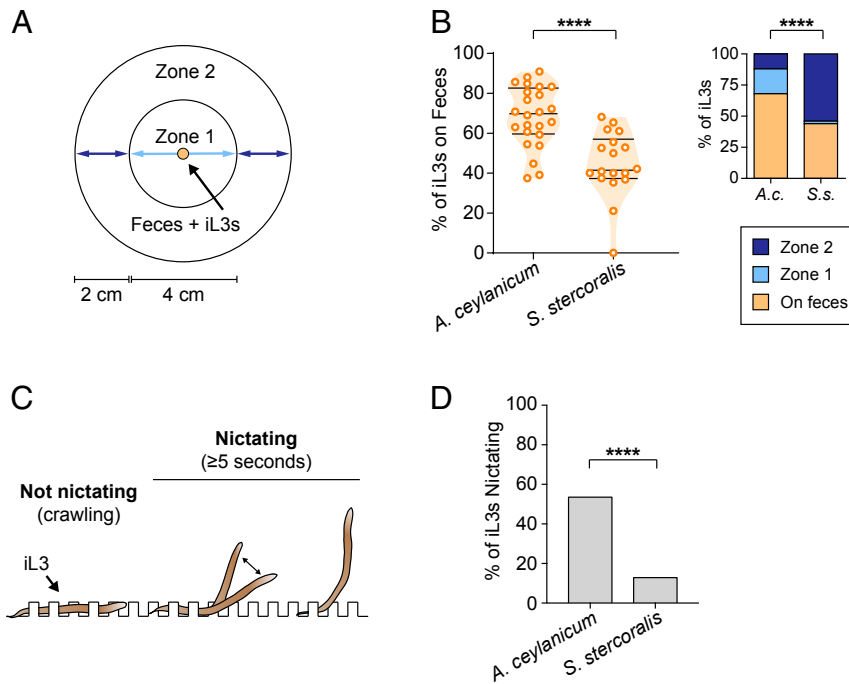 A
Zone 2
Zone 1
Feces + iL3s
2 cm
4 cm
B
% of iL3s on Feces
100
80
60
40
20
0
****
A. ceylanicum
S. stercoralis
% of iL3s
100
75
50
25
0
****
A.c.
S.s.
Zone 2
Zone 1
On feces
C
Nictating
(≥5 seconds)
Not nictating
(crawling)
iL3
D
% of iL3s Nictating
100
80
60
40
20
0
****
A. ceylanicum
S. stercoralis